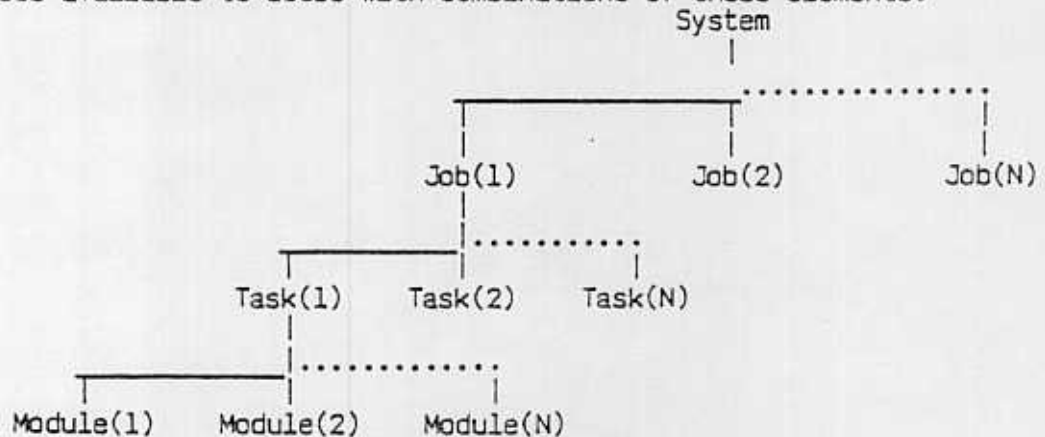 System
Job(1) Job(2) Job(N)
Task(1) Task(2) Task(N)
Module(1) Module(2) Module(N)